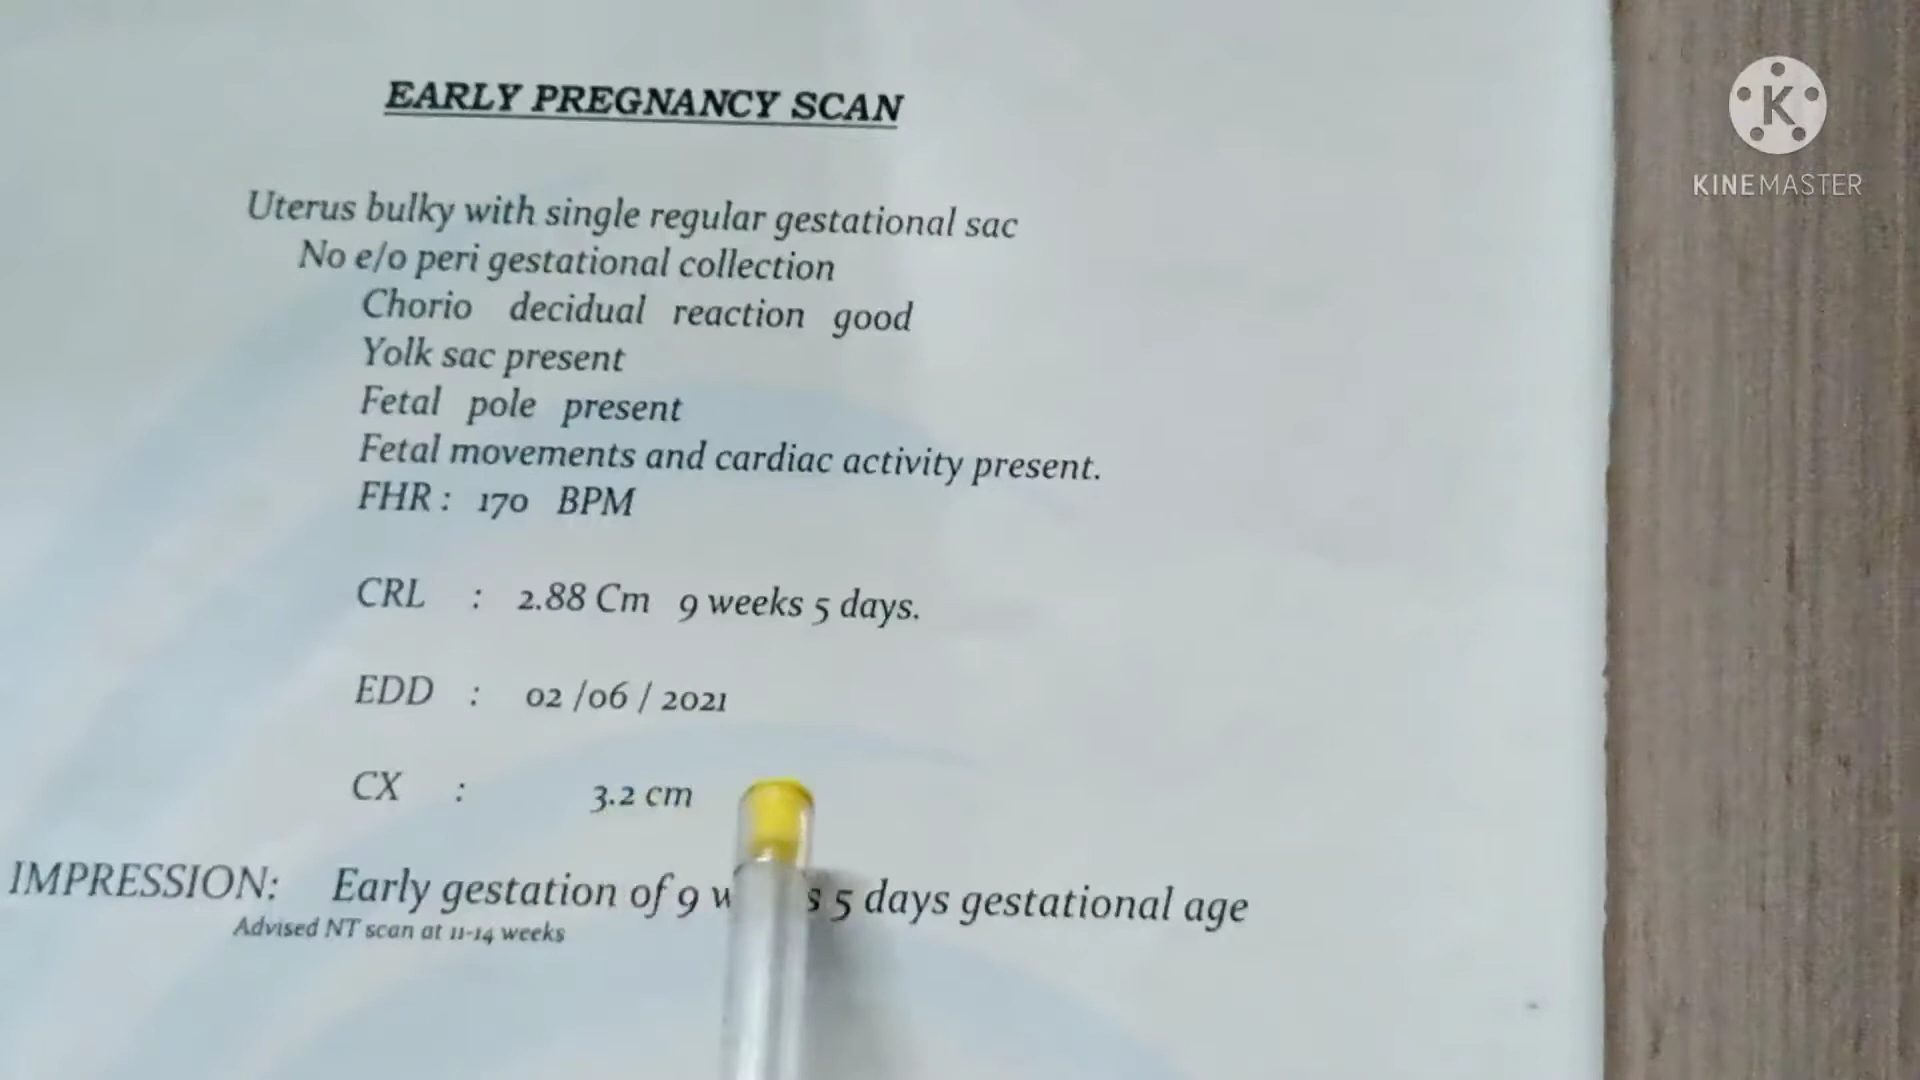 EARLY PREGNANCY SCAN
K
KINEMASTER
Uterus bulky with single regular gestational sac
No e/o peri gestational collection
Chorio decidual reaction good
Yolk sac present
Fetal pole present
Fetal movements and cardiac activity present.
FHR : 170 BPM
CRL : 2.88 Cm 9 weeks 5 days.
EDD : 02 /06 / 2021
CX : 3.2 cm
IMPRESSION: Early gestation of 9 5 days gestational age
Advised NT scan at 11-14 weeks